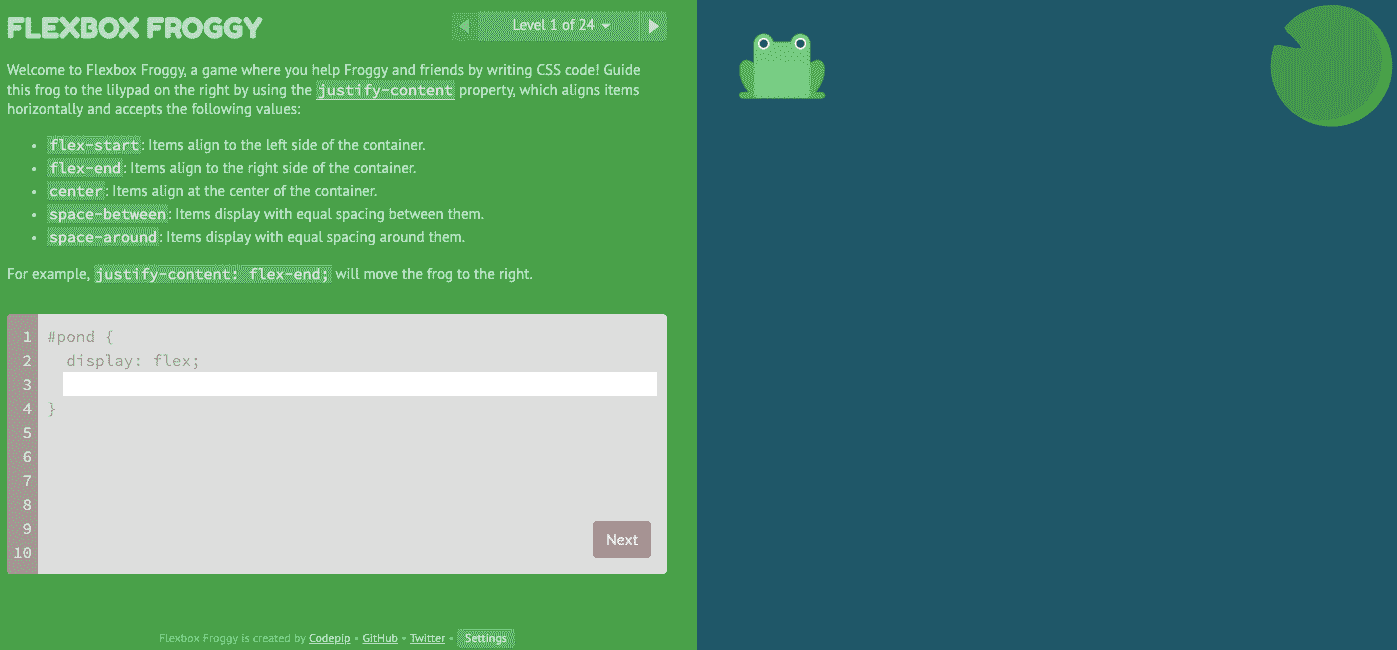 FLEXBOX FROGGY
Level 1 of 24
Welcome to Flexbox Froggy, a game where you help Froggy and friends by writing CSS code! Guide
this frog to the lilypad on the right by using the justify-content property, which aligns items
horizontally and accepts the following values:
• flex-start: Items align to the left side of the container.
• flex-end: Items align to the right side of the container.
• center: Items align at the center of the container.
• space-between: Items display with equal spacing between them.
• space-around: Items display with equal spacing around them.
For example, justify-content: flex-end; will move the frog to the right.
1 #pond {
2 display: flex;
3
4 }
5
6
7
8
9
Next
10
Flexbox Froggy is created by Codepip • GitHub • Twitter • Settings